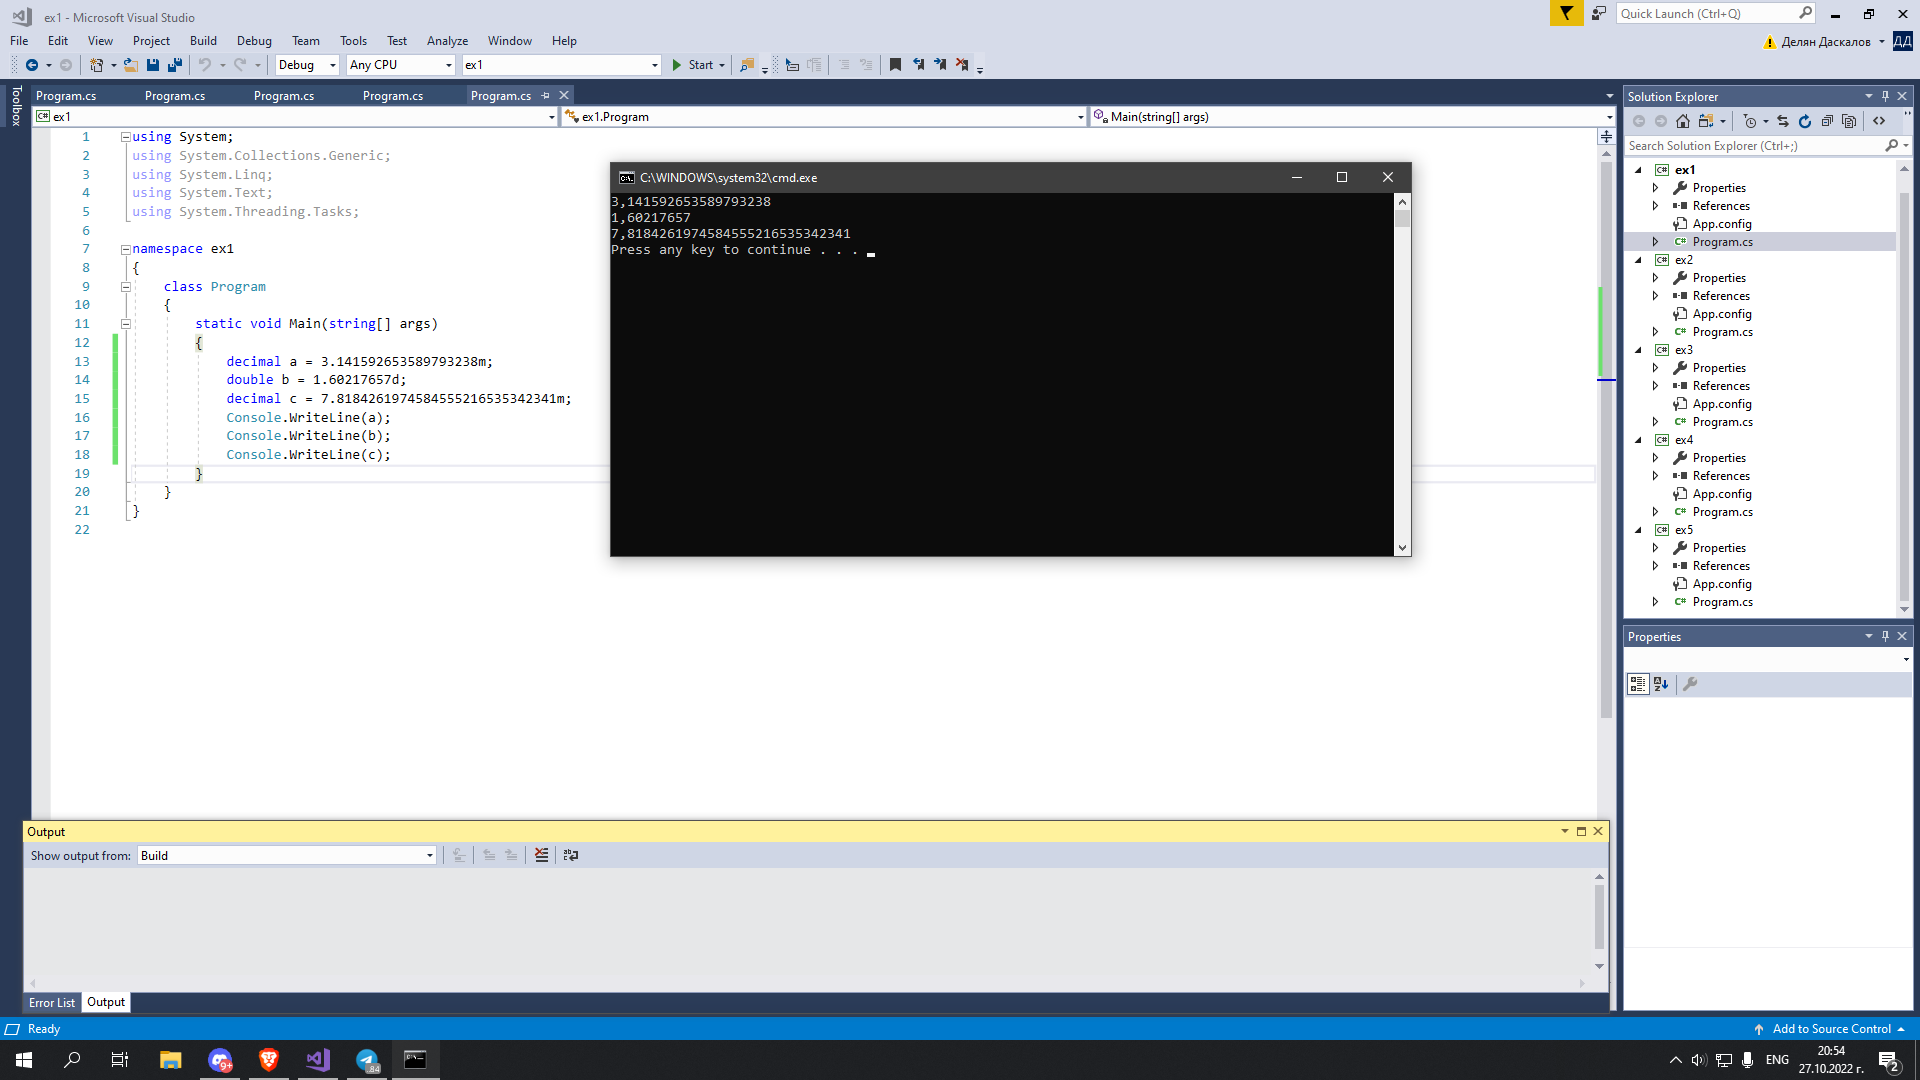 ex1 - Microsoft Visual Studio
Quick Launch (Ctrl+Q)
File Edit View Project Build Debug Team Tools Test Analyze Window Help
Делян Даскалов ДД
Debug Any CPU ex1 Start
Toolbox
Program.cs Program.cs Program.cs Program.cs Program.cs
ex1 ex1.Program Main(string[] args)
1 using System;
2 using System.Collections.Generic;
3 using System.Linq;
4 using System.Text;
5 using System.Threading.Tasks;
6
7 namespace ex1
8 {
9 class Program
10 {
11 static void Main(string[] args)
12 {
13 decimal a = 3.141592653589793238m;
14 double b = 1.60217657d;
15 decimal c = 7.8184261974584555216535342341m;
16 Console.WriteLine(a);
17 Console.WriteLine(b);
18 Console.WriteLine(c);
19 }
20 }
21 }
22
C:\WINDOWS\system32\cmd.exe
3,141592653589793238
1,60217657
7,8184261974584555216535342341
Press any key to continue . . .
Solution Explorer
Search Solution Explorer (Ctrl+;)
ex1
Properties
References
App.config
Program.cs
ex2
Properties
References
App.config
Program.cs
ex3
Properties
References
App.config
Program.cs
ex4
Properties
References
App.config
Program.cs
ex5
Properties
References
App.config
Program.cs
Properties
Output
Show output from: Build
Error List Output
Ready
Add to Source Control
9+
84
ENG
20:54
27.10.2022 г.
2